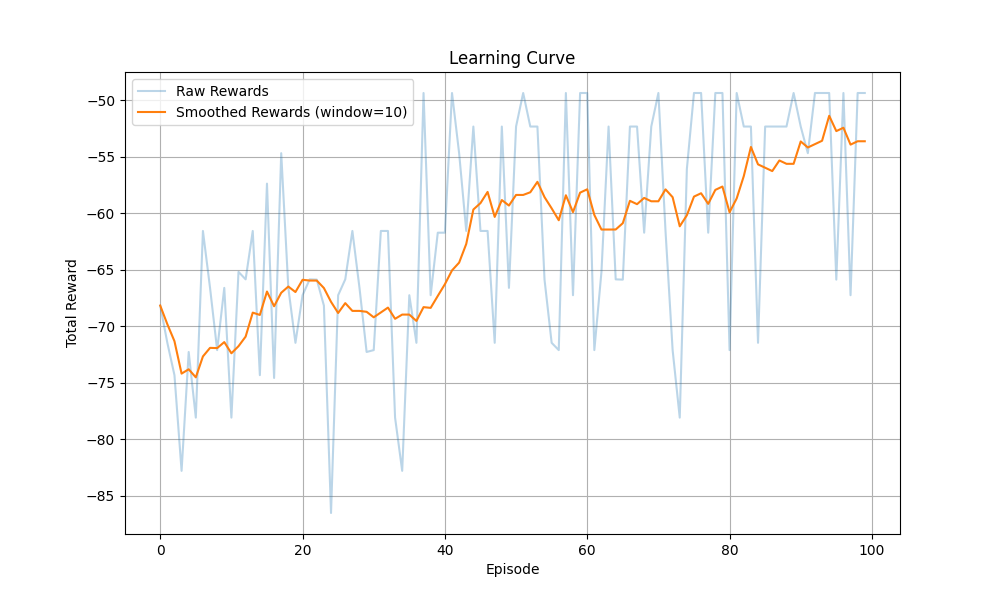 Learning Curve
Raw Rewards
Smoothed Rewards (window=10)
Total Reward
−50
−55
−60
−65
−70
−75
−80
−85
0 20 40 60 80 100
Episode